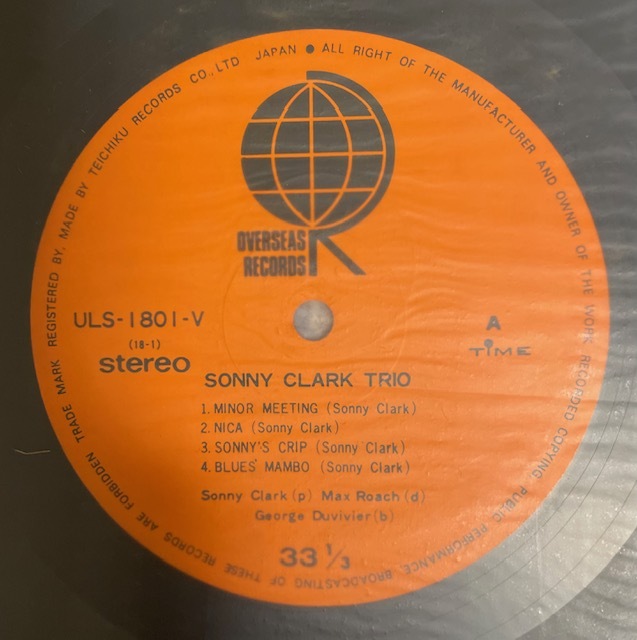 TRADE MARK REGISTERED BY, MADE BY TEICHIKU RECORDS CO., LTD JAPAN ● ALL RIGHT OF THE MANUFACTURER AND OWNER OF THE WORK RECORDED COPYING, PUBLIC PERFORMANCE, BROADCASTING OF THESE RECORDS ARE FORBIDDEN
OVERSEAS
RECORDS
ULS-1801-V
(18-1)
stereo
A
TIME
SONNY CLARK TRIO
1. MINOR MEETING (Sonny Clark)
2. NICA (Sonny Clark)
3. SONNY'S CRIP (Sonny Clark)
4. BLUES MAMBO (Sonny Clark)
Sonny Clark (p) Max Roach (d)
George Duvivier (b)
33 1/3